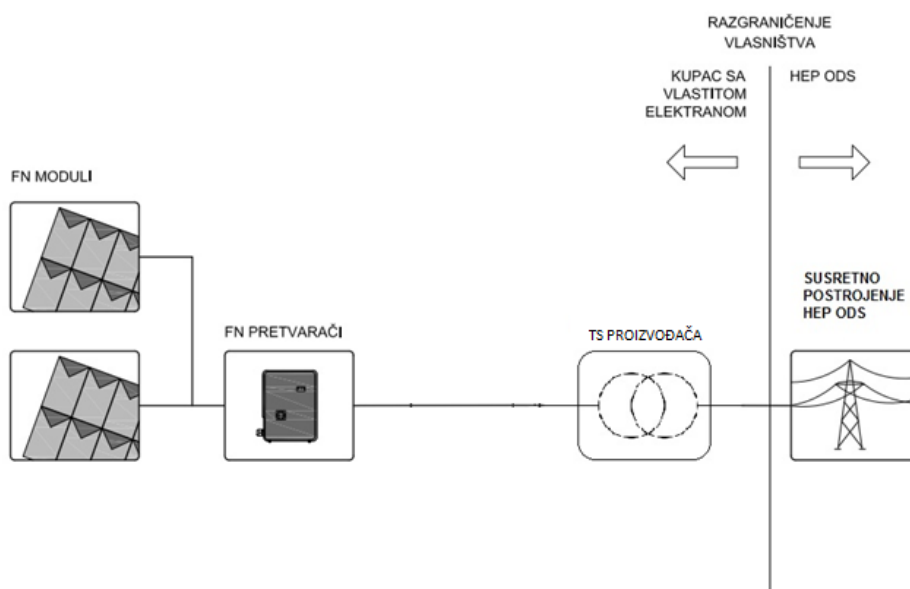 RAZGRANIČENJE
VLASNIŠTVA
KUPAC SA
VLASTITOM
ELEKTRANOM
HEP ODS
FN MODULI
SUSRETNO
POSTROJENJE
HEP ODS
FN PRETVARAČI
TS PROIZVOĐAČA